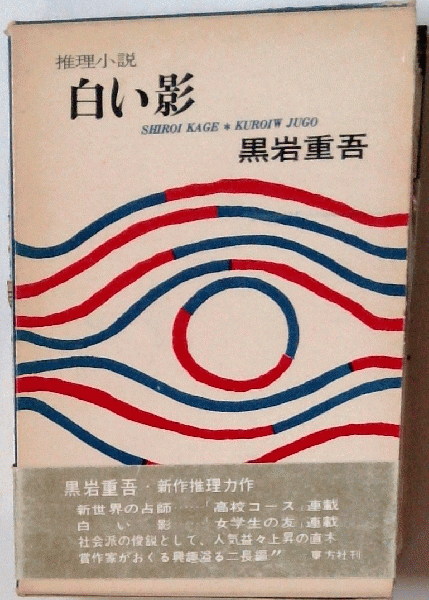 推理小説
白い影
SHIROI KAGE * KUROIW JUGO
黒岩重吾
黒岩重吾・新作推理力作
新世界の占師……「高校コース」連載
白い影……「女学生の友」連載
社会派の俊鋭として、人気益々上昇の直木
賞作家がおくる興趣溢る二長編〃 東方社刊